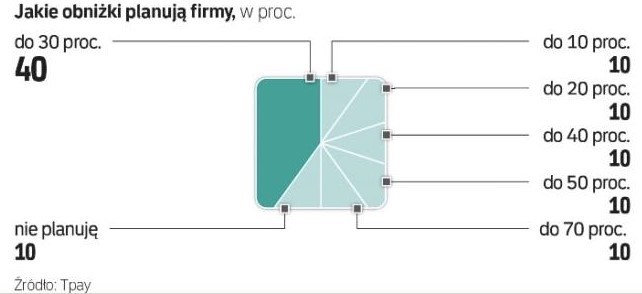 Jakie obniżki planują firmy, w proc.
do 30 proc.
40
do 10 proc.
10
do 20 proc.
10
do 40 proc.
10
do 50 proc.
10
nie planuję
10
do 70 proc.
10
Źródło: Tpay